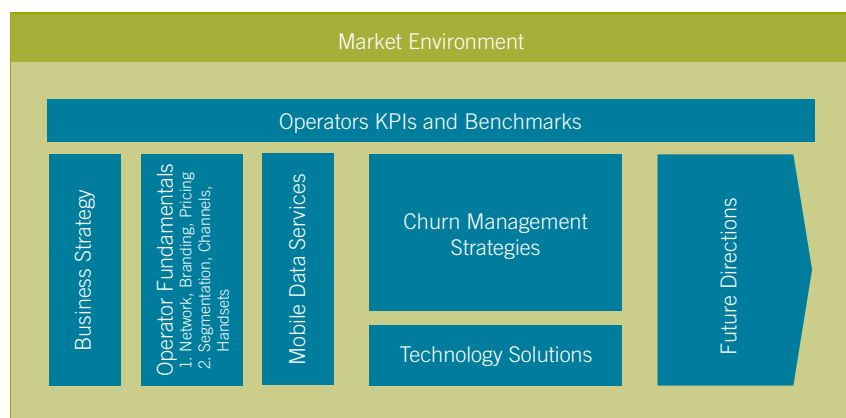 Market Environment
Operators KPIs and Benchmarks
Business Strategy
Operator Fundamentals
1. Network, Branding, Pricing
2. Segmentation, Channels,
Handsets
Mobile Data Services
Churn Management
Strategies
Technology Solutions
Future Directions